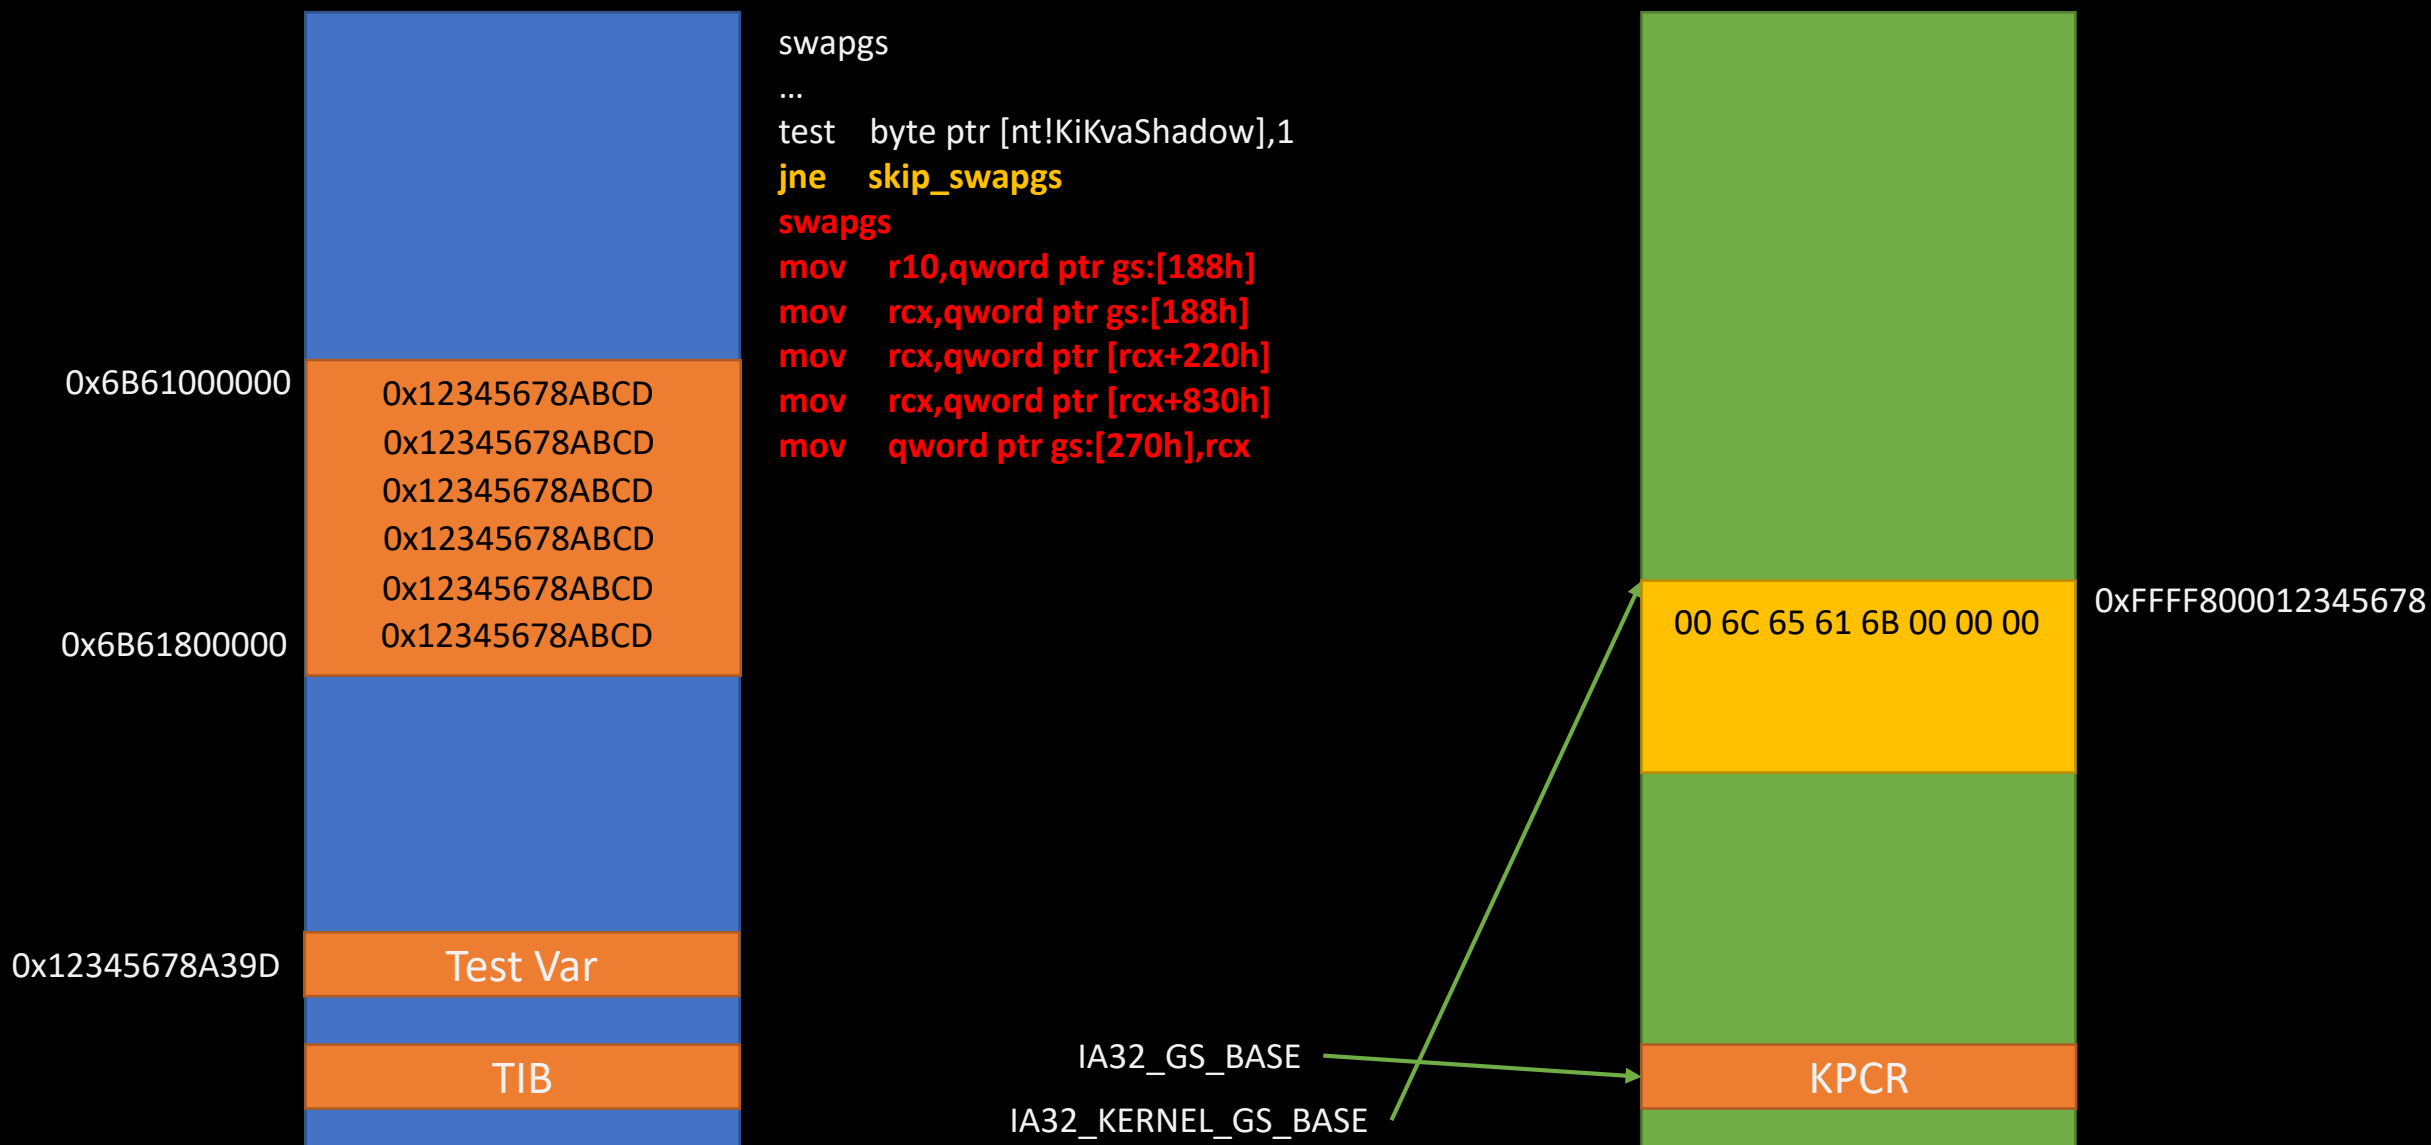 swapgs
...
test byte ptr [nt!KiKvaShadow],1
jne skip_swapgs
swapgs
mov r10,qword ptr gs:[188h]
mov rcx,qword ptr gs:[188h]
mov rcx,qword ptr [rcx+220h]
mov rcx,qword ptr [rcx+830h]
mov qword ptr gs:[270h],rcx
0x6B61000000
0x12345678ABCD
0x12345678ABCD
0x12345678ABCD
0x12345678ABCD
0x12345678ABCD
0x12345678ABCD
0x6B61800000
0x12345678A39D
Test Var
TIB
00 6C 65 61 6B 00 00 00
0xFFFF800012345678
IA32_GS_BASE
IA32_KERNEL_GS_BASE
KPCR